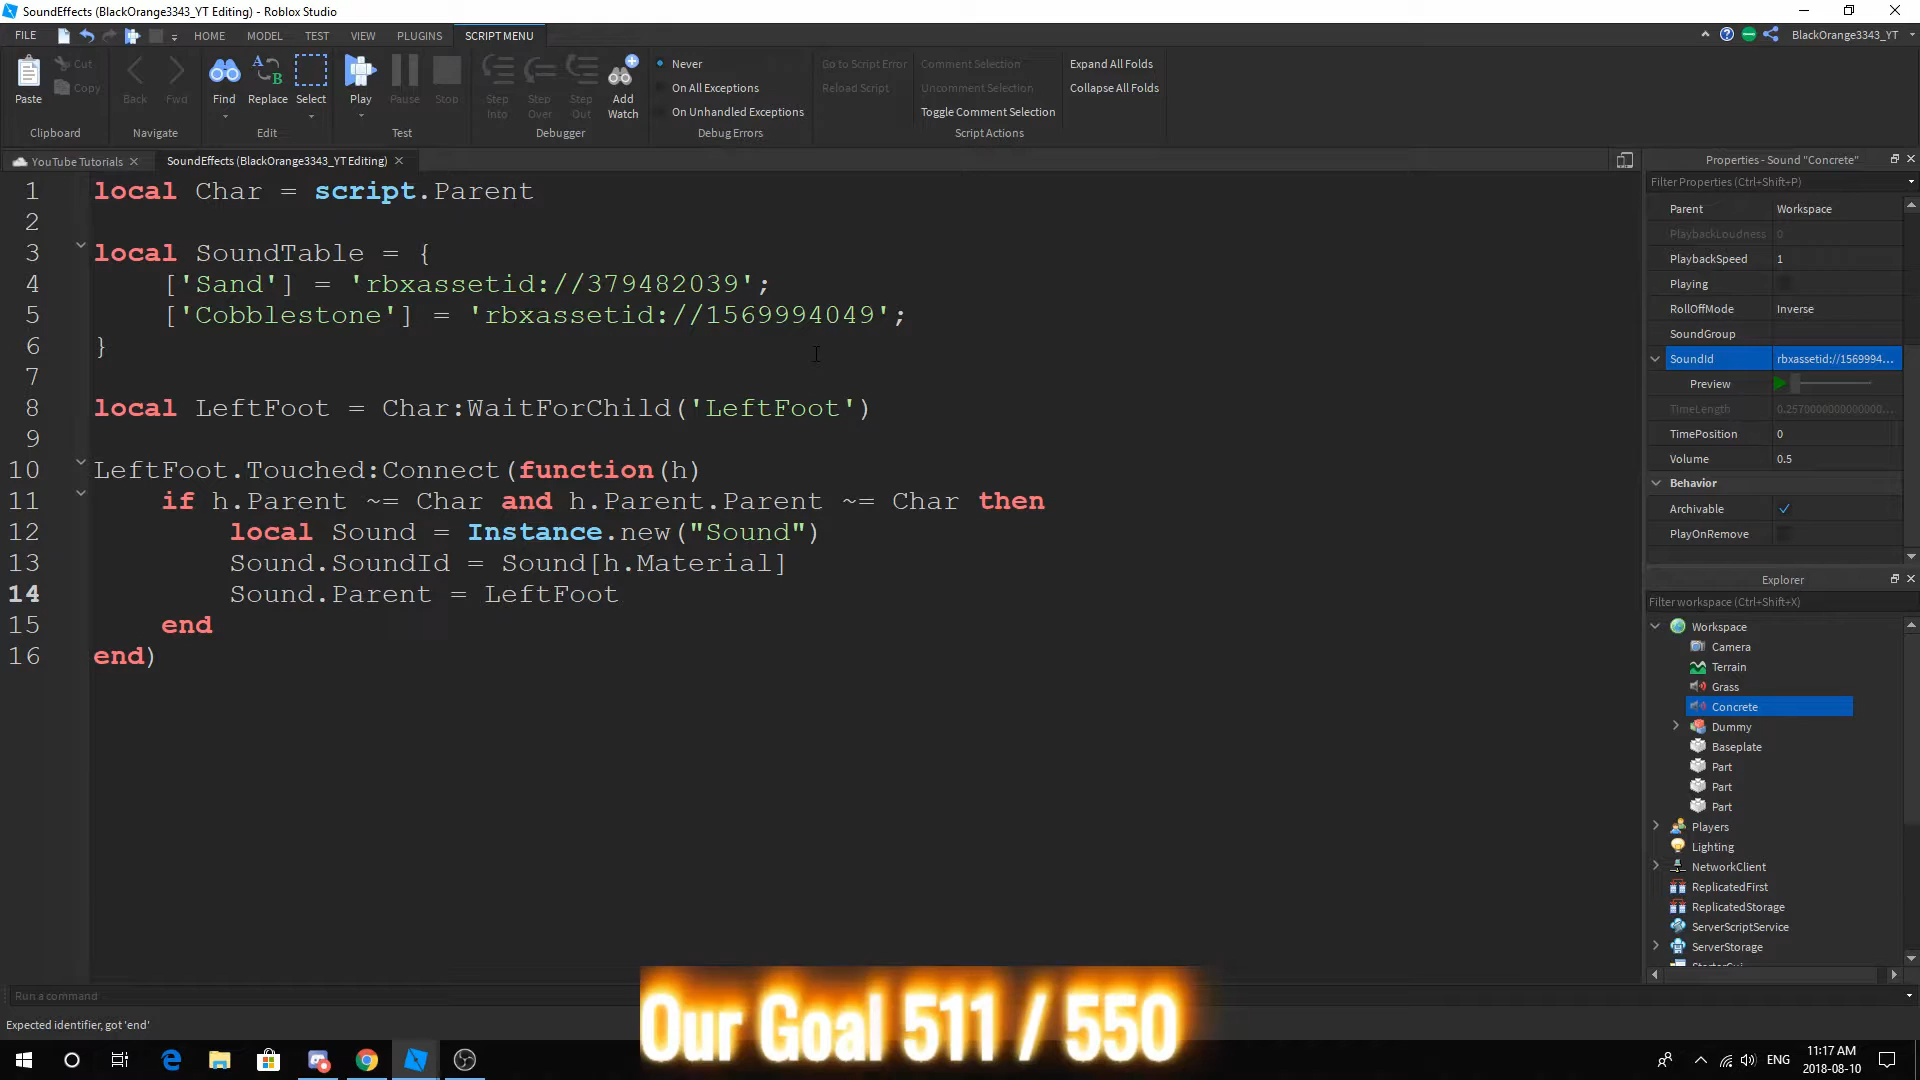 SoundEffects (BlackOrange3343_YT Editing) - Roblox Studio
FILE HOME MODEL TEST VIEW PLUGINS SCRIPT MENU BlackOrange3343_YT
Paste Cut Copy Back Fwd Find Replace Select Play Pause Stop Step Into Step Over Step Out Add Watch
Never
On All Exceptions
On Unhandled Exceptions
Go to Script Error
Reload Script
Comment Selection
Uncomment Selection
Toggle Comment Selection
Expand All Folds
Collapse All Folds
Clipboard Navigate Edit Test Debugger Debug Errors Script Actions
YouTube Tutorials SoundEffects (BlackOrange3343_YT Editing)
1 local Char = script.Parent
2
3 local SoundTable = {
4 ['Sand'] = 'rbxassetid://379482039';
5 ['Cobblestone'] = 'rbxassetid://1569994049';
6 }
7
8 local LeftFoot = Char:WaitForChild('LeftFoot')
9
10 LeftFoot.Touched:Connect(function(h)
11 if h.Parent ~= Char and h.Parent.Parent ~= Char then
12 local Sound = Instance.new("Sound")
13 Sound.SoundId = Sound[h.Material]
14 Sound.Parent = LeftFoot
15 end
16 end)
Properties - Sound "Concrete"
Filter Properties (Ctrl+Shift+P)
Parent Workspace
PlaybackLoudness 0
PlaybackSpeed 1
Playing
RollOffMode Inverse
SoundGroup
SoundId rbxassetid://1569994...
Preview
TimeLength 0.2570000000000000...
TimePosition 0
Volume 0.5
Behavior
Archivable
PlayOnRemove
Explorer
Filter workspace (Ctrl+Shift+X)
Workspace
Camera
Terrain
Grass
Concrete
Dummy
Baseplate
Part
Part
Part
Players
Lighting
NetworkClient
ReplicatedFirst
ReplicatedStorage
ServerScriptService
ServerStorage
Run a command
Expected identifier, got 'end'
Our Goal 511 / 550
ENG
11:17 AM
2018-08-10